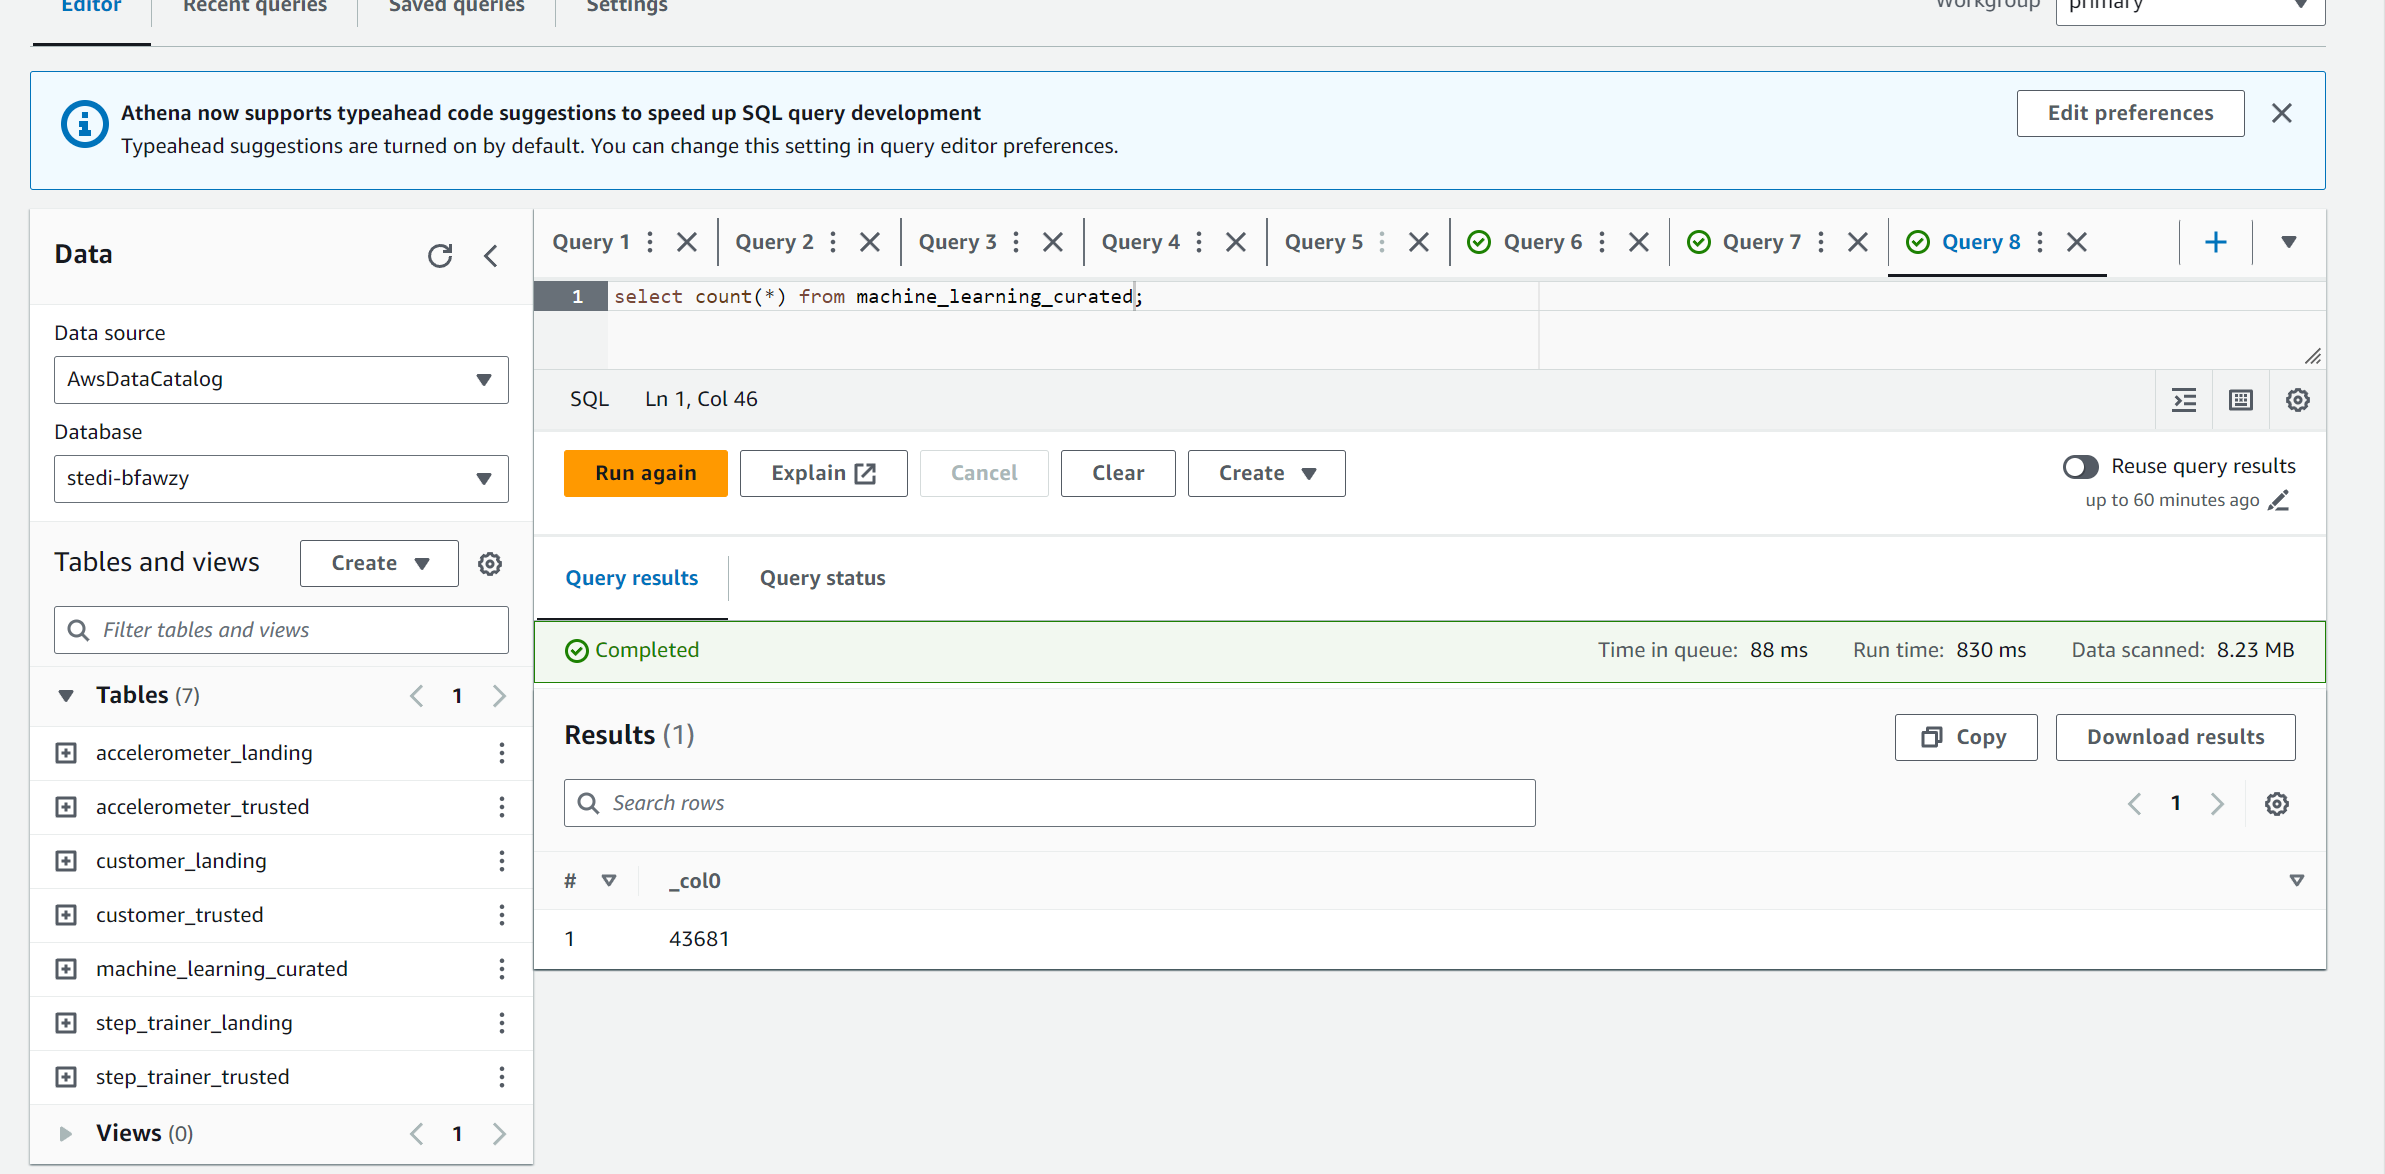 Editor Recent queries Saved queries Settings Workgroup primary
Athena now supports typeahead code suggestions to speed up SQL query development
Typeahead suggestions are turned on by default. You can change this setting in query editor preferences.
Edit preferences
Data
Data source
AwsDataCatalog
Database
stedi-bfawzy
Tables and views
Create
Filter tables and views
Tables (7) 1
accelerometer_landing
accelerometer_trusted
customer_landing
customer_trusted
machine_learning_curated
step_trainer_landing
step_trainer_trusted
Views (0) 1
Query 1 Query 2 Query 3 Query 4 Query 5 Query 6 Query 7 Query 8
1 select count(*) from machine_learning_curated;
SQL Ln 1, Col 46
Run again Explain Cancel Clear Create
Reuse query results
up to 60 minutes ago
Query results Query status
Completed Time in queue: 88 ms Run time: 830 ms Data scanned: 8.23 MB
Results (1) Copy Download results
Search rows 1
# _col0
1 43681